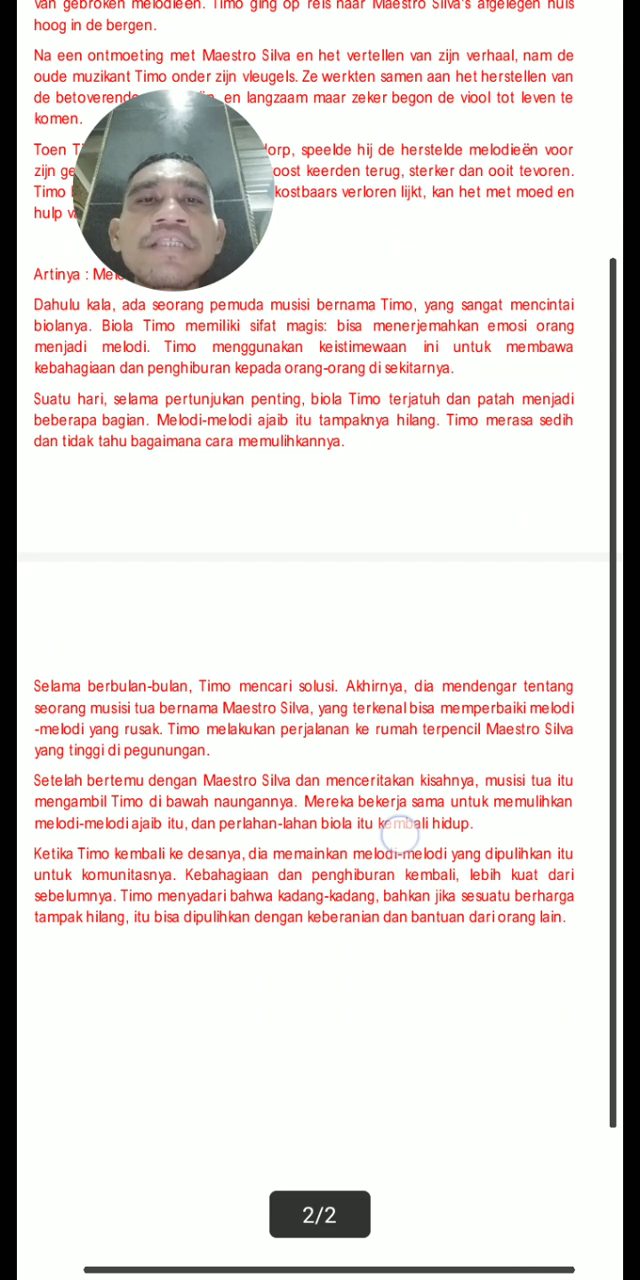 van gebroken melodieën. Timo ging op reis naar Maestro Silva's afgelegen huis
hoog in de bergen.
Na een ontmoeting met Maestro Silva en het vertellen van zijn verhaal, nam de
oude muzikant Timo onder zijn vleugels. Ze werkten samen aan het herstellen van
de betoverende en langzaam maar zeker begon de viool tot leven te
komen.
Toen speelde hij de herstelde melodieën voor
zijn keerden terug, sterker dan ooit tevoren.
Timo kostbaars verloren lijkt, kan het met moed en
hulp
Artinya :
Dahulu kala, ada seorang pemuda musisi bernama Timo, yang sangat mencintai
biolanya. Biola Timo memiliki sifat magis: bisa menerjemahkan emosi orang
menjadi melodi. Timo menggunakan keistimewaan ini untuk membawa
kebahagiaan dan penghiburan kepada orang-orang di sekitarnya.
Suatu hari, selama pertunjukan penting, biola Timo terjatuh dan patah menjadi
beberapa bagian. Melodi-melodi ajaib itu tampaknya hilang. Timo merasa sedih
dan tidak tahu bagaimana cara memulihkannya.
Selama berbulan-bulan, Timo mencari solusi. Akhirnya, dia mendengar tentang
seorang musisi tua bernama Maestro Silva, yang terkenal bisa memperbaiki melodi
-melodi yang rusak. Timo melakukan perjalanan ke rumah terpencil Maestro Silva
yang tinggi di pegunungan.
Setelah bertemu dengan Maestro Silva dan menceritakan kisahnya, musisi tua itu
mengambil Timo di bawah naungannya. Mereka bekerja sama untuk memulihkan
melodi-melodi ajaib itu, dan perlahan-lahan biola itu kembali hidup.
Ketika Timo kembali ke desanya, dia memainkan melodi-melodi yang dipulihkan itu
untuk komunitasnya. Kebahagiaan dan penghiburan kembali, lebih kuat dari
sebelumnya. Timo menyadari bahwa kadang-kadang, bahkan jika sesuatu berharga
tampak hilang, itu bisa dipulihkan dengan keberanian dan bantuan dari orang lain.
2/2